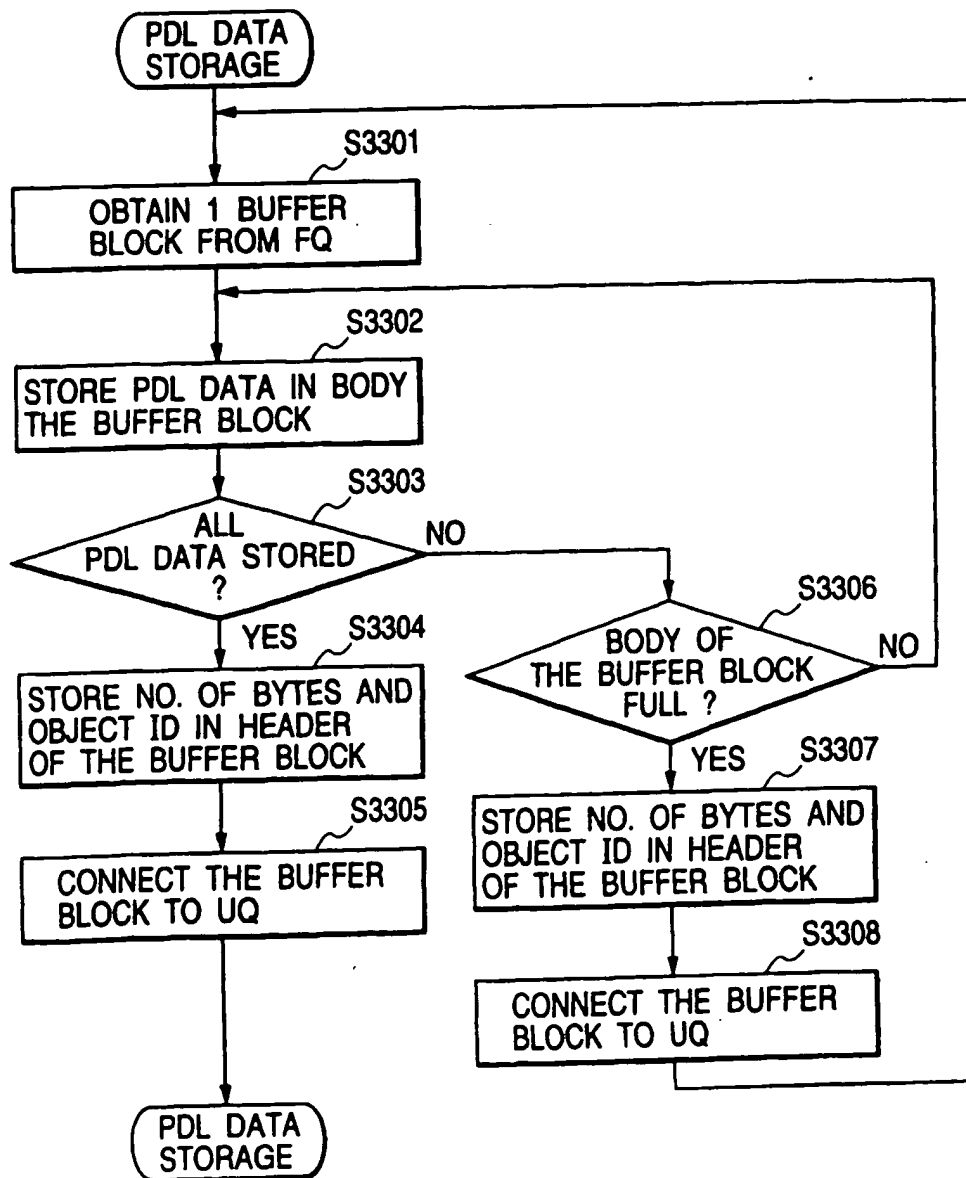 PDL DATA
STORAGE
S3301
OBTAIN 1 BUFFER
BLOCK FROM FQ
S3302
STORE PDL DATA IN BODY
THE BUFFER BLOCK
S3303
ALL
PDL DATA STORED
?
NO
YES
S3304
STORE NO. OF BYTES AND
OBJECT ID IN HEADER
OF THE BUFFER BLOCK
S3305
CONNECT THE BUFFER
BLOCK TO UQ
S3306
BODY OF
THE BUFFER BLOCK
FULL ?
NO
YES
S3307
STORE NO. OF BYTES AND
OBJECT ID IN HEADER
OF THE BUFFER BLOCK
S3308
CONNECT THE BUFFER
BLOCK TO UQ
PDL DATA
STORAGE